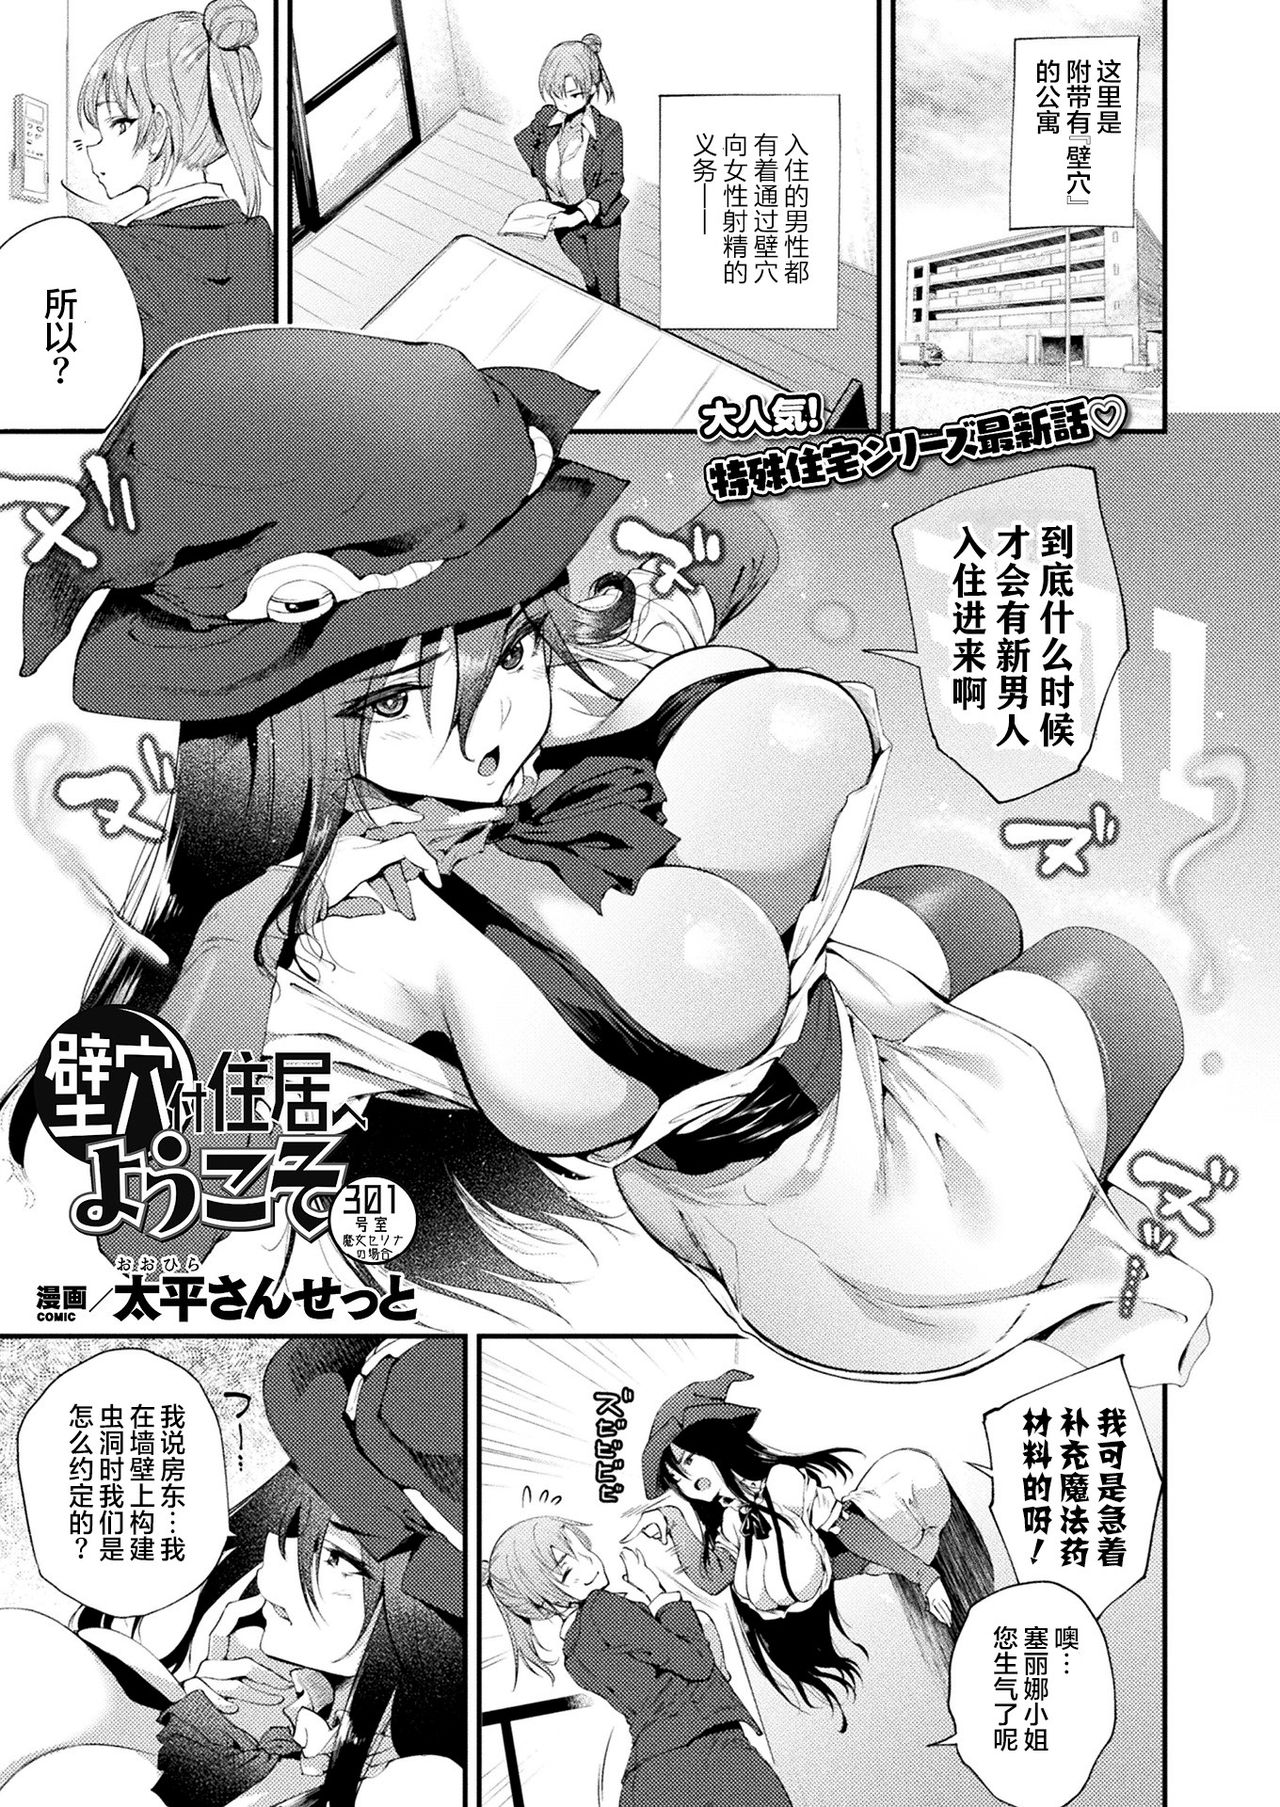 这里是
附带有『壁穴』
的公寓
入住的男性都
有着通过壁穴
向女性射精的
义务——
所以？
大人気！
特殊住宅シリーズ最新話♡
到底什么时候
才会有新男人
入住进来啊
ズ
ヌ
ズ
ズ
ズ
ズ
壁穴付住居へ
ようこそ
301
号室
魔女セリナ
の場合
おおひら
漫画／太平さんせっと
COMIC
我可是急着
补充魔法药
材料的呀！
噢…
塞丽娜小姐
您生气了呢
我说房东…我
在墙壁上构建
虫洞时我们是
怎么约定的？